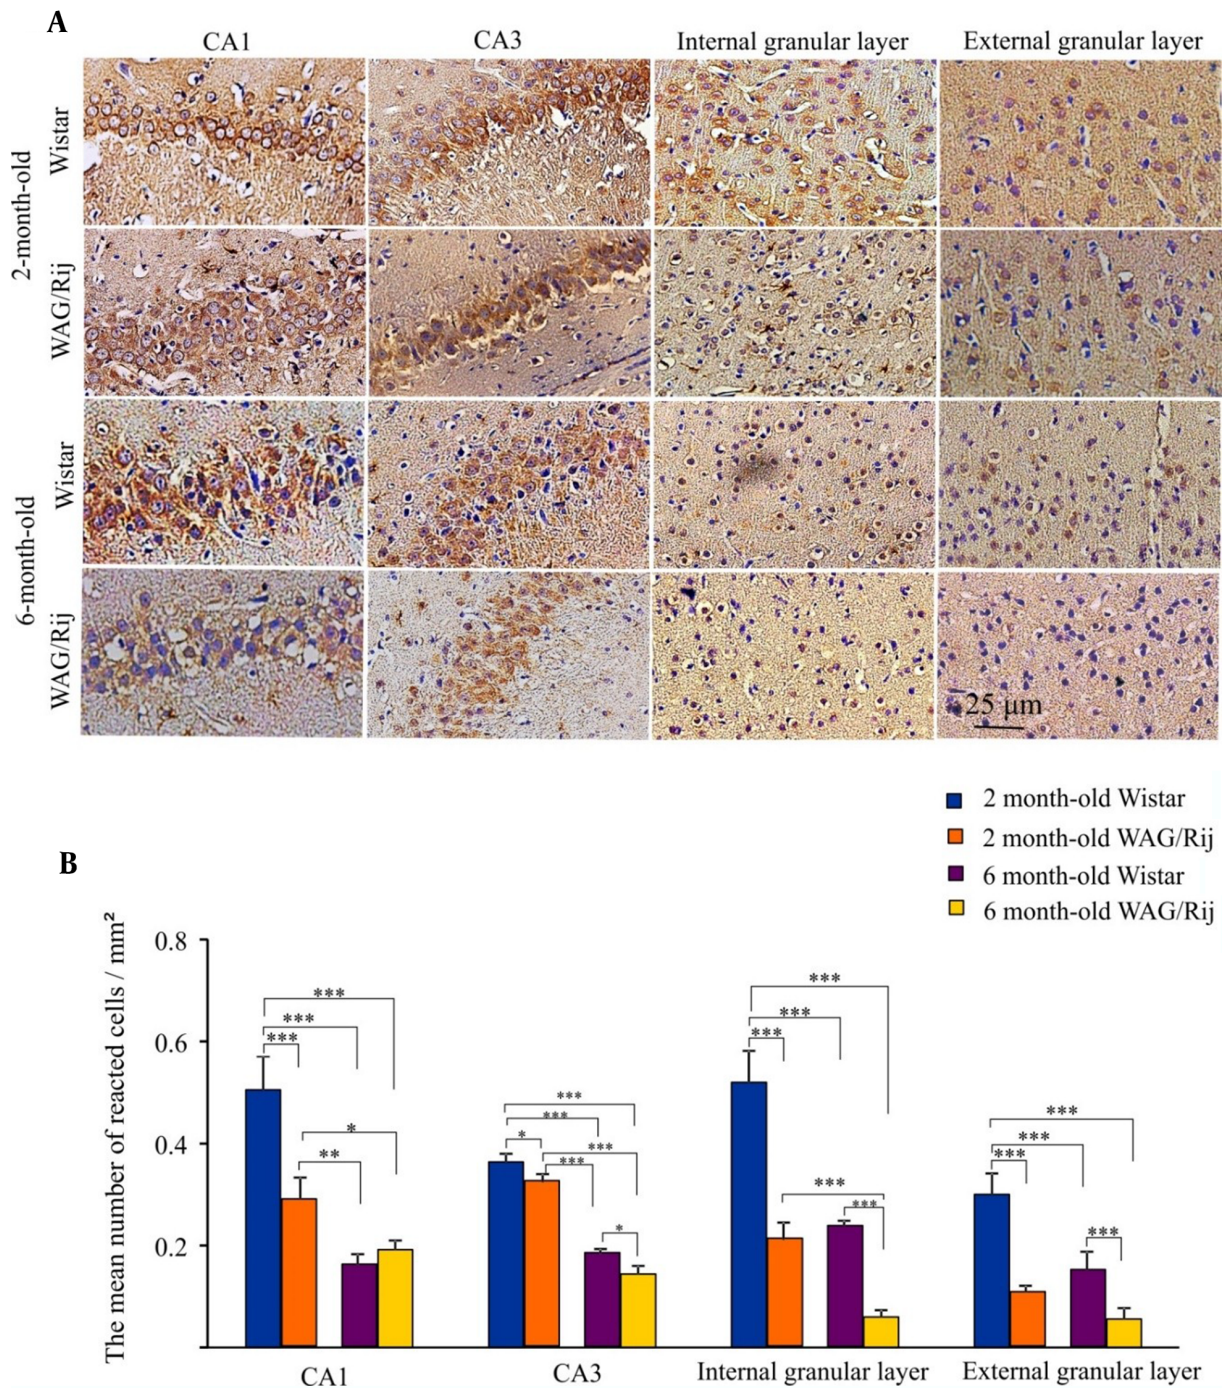 A
CA1 CA3 Internal granular layer External granular layer
2-month-old
Wistar
WAG/Rij
6-month-old
Wistar
WAG/Rij
25 μm
B
2 month-old Wistar
2 month-old WAG/Rij
6 month-old Wistar
6 month-old WAG/Rij
The mean number of reacted cells / mm²
0.8
0.6
0.4
0.2
*** *** *** * **
*** *** * *** *** *
*** *** *** *** ***
*** *** *** ***
CA1 CA3 Internal granular layer External granular layer